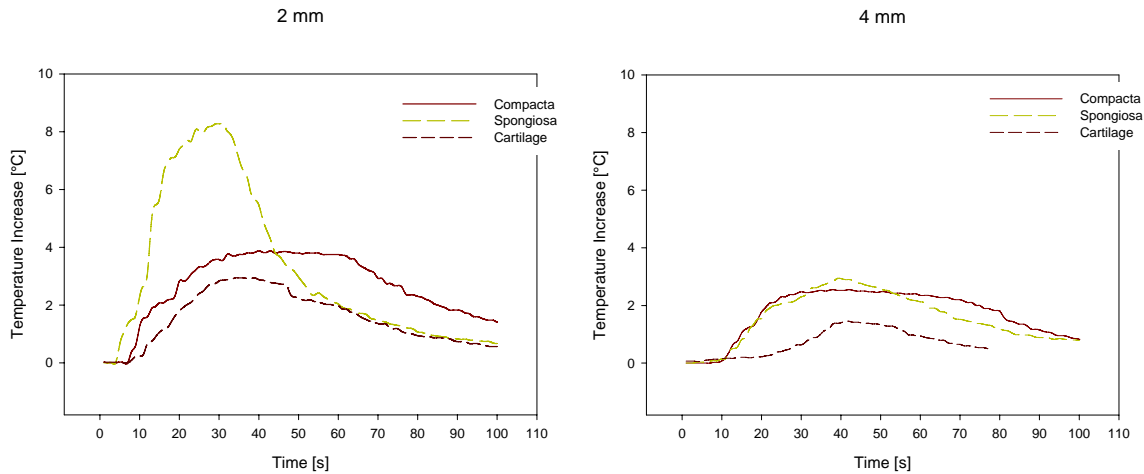 2 mm
10
8
6
4
2
0
Temperature Increase [°C]
Compacta
Spongiosa
Cartilage
0 10 20 30 40 50 60 70 80 90 100 110
Time [s]
4 mm
10
8
6
4
2
0
Temperature Increase [°C]
Compacta
Spongiosa
Cartilage
0 10 20 30 40 50 60 70 80 90 100 110
Time [s]